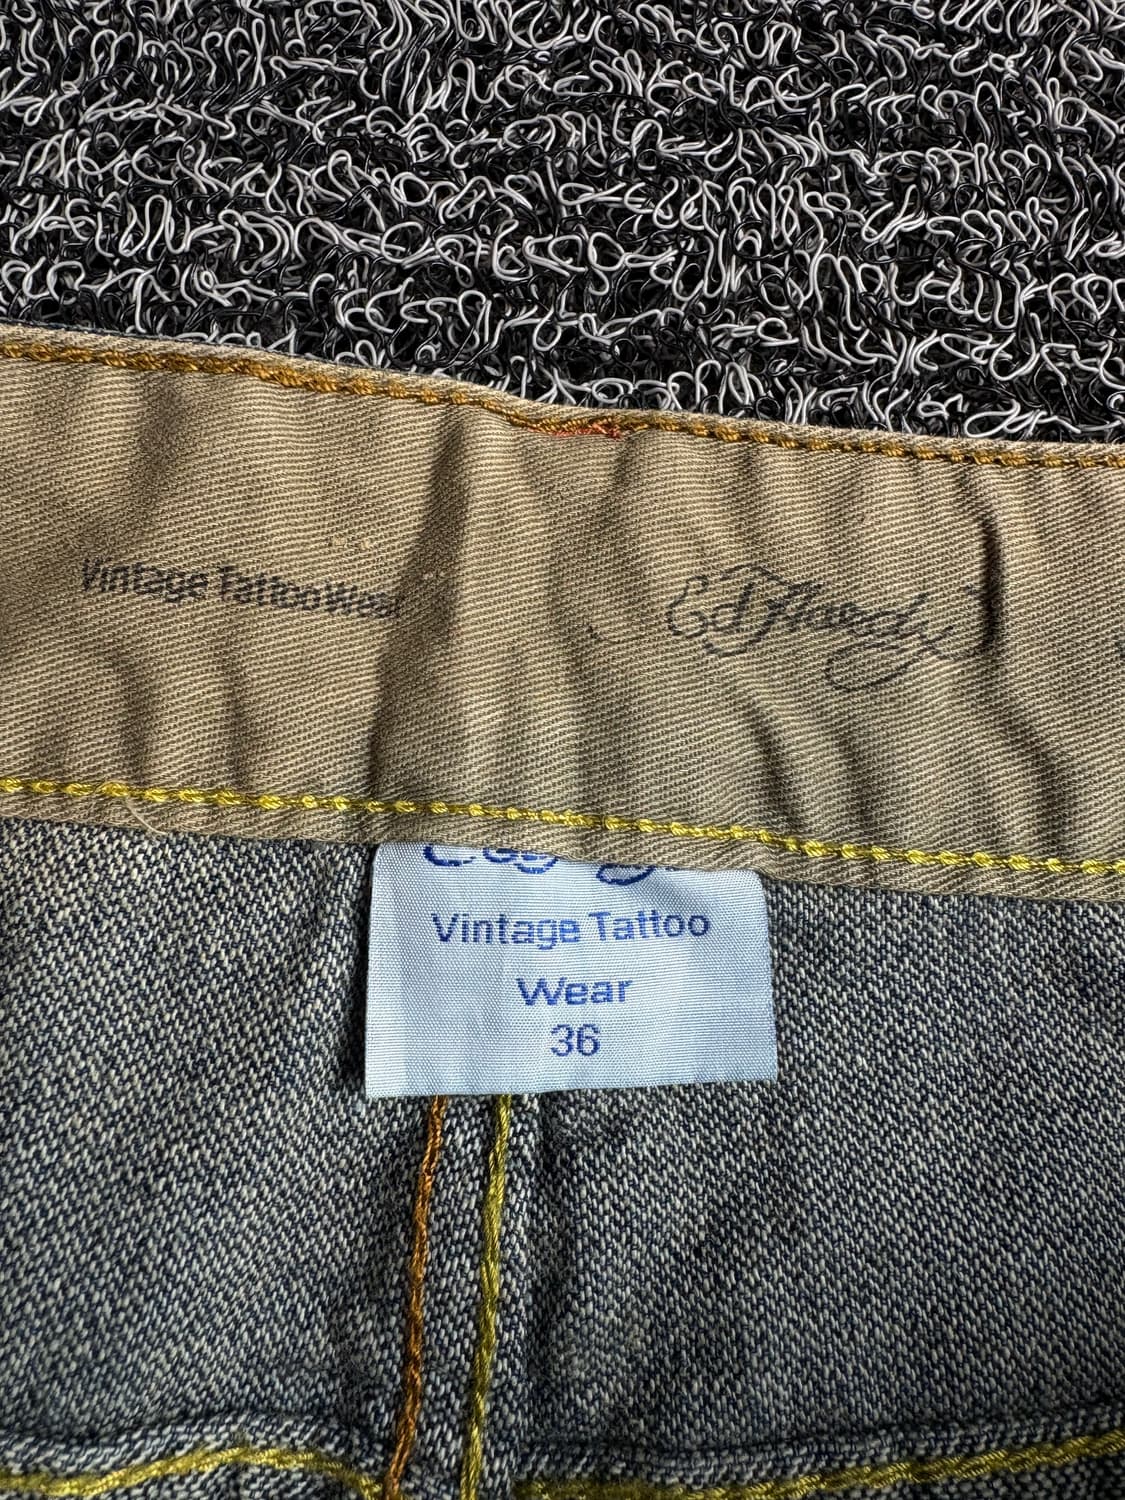 Vintage Tattoo Wear
Ed Hardy
Vintage Tattoo
Wear
36